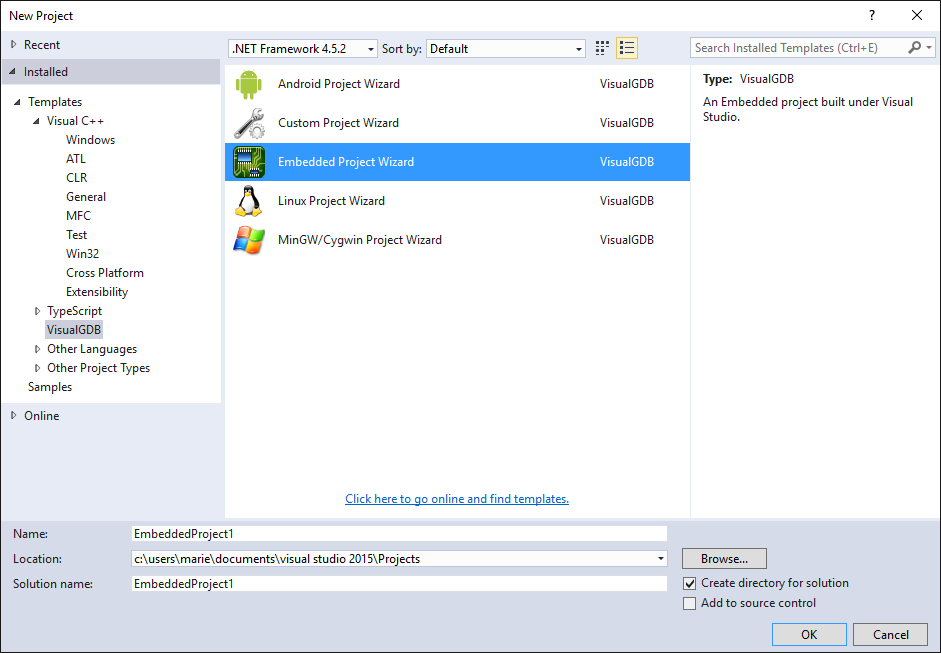 New Project
?
Recent
.NET Framework 4.5.2
Sort by:
Default
Search Installed Templates (Ctrl+E)
Installed
Templates
Visual C++
Windows
ATL
CLR
General
MFC
Test
Win32
Cross Platform
Extensibility
TypeScript
VisualGDB
Other Languages
Other Project Types
Samples
Online
Android Project Wizard VisualGDB
Custom Project Wizard VisualGDB
Embedded Project Wizard VisualGDB
Linux Project Wizard VisualGDB
MinGW/Cygwin Project Wizard VisualGDB
Click here to go online and find templates.
Type: VisualGDB
An Embedded project built under Visual
Studio.
Name: EmbeddedProject1
Location: c:\users\marie\documents\visual studio 2015\Projects
Browse...
Solution name: EmbeddedProject1
Create directory for solution
Add to source control
OK
Cancel